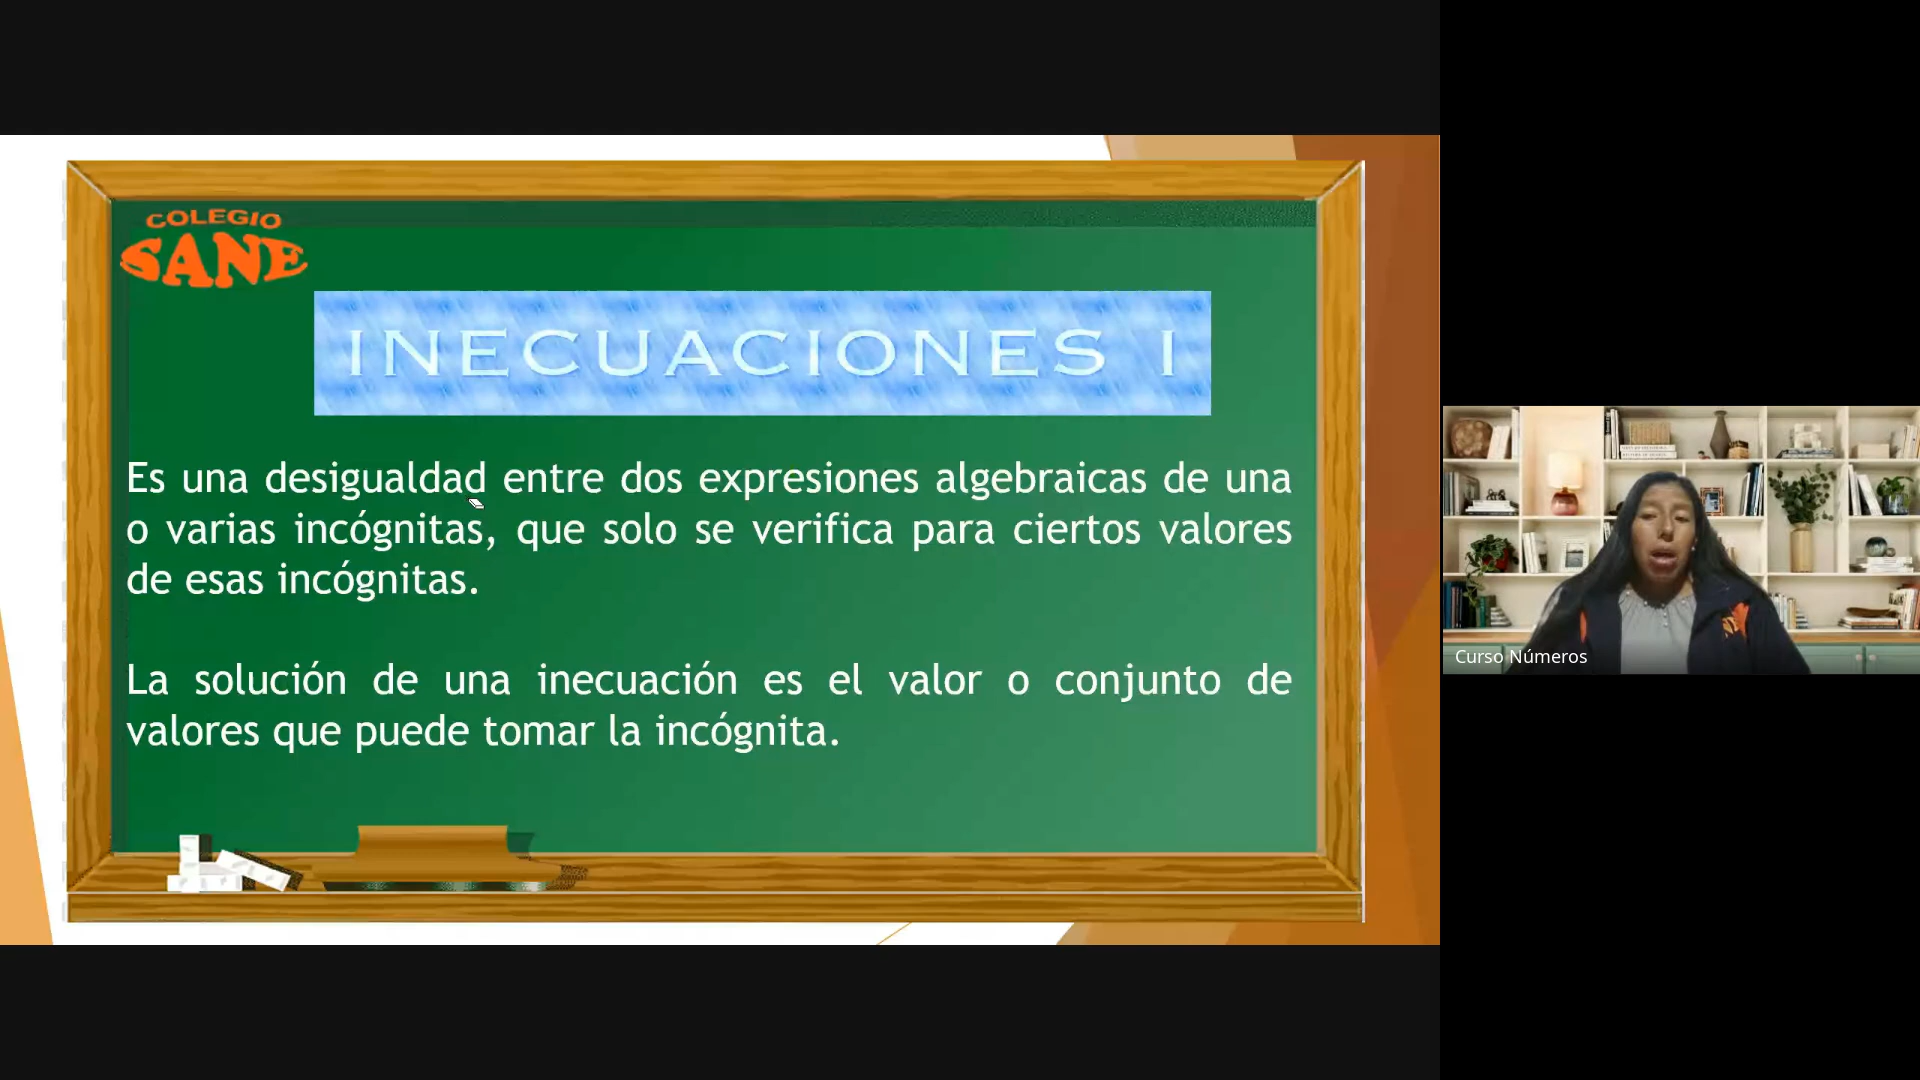 COLEGIO
SANE
INECUACIONES I
Es una desigualdad entre dos expresiones algebraicas de una
o varias incógnitas, que solo se verifica para ciertos valores
de esas incógnitas.
La solución de una inecuación es el valor o conjunto de
valores que puede tomar la incógnita.
Curso Números